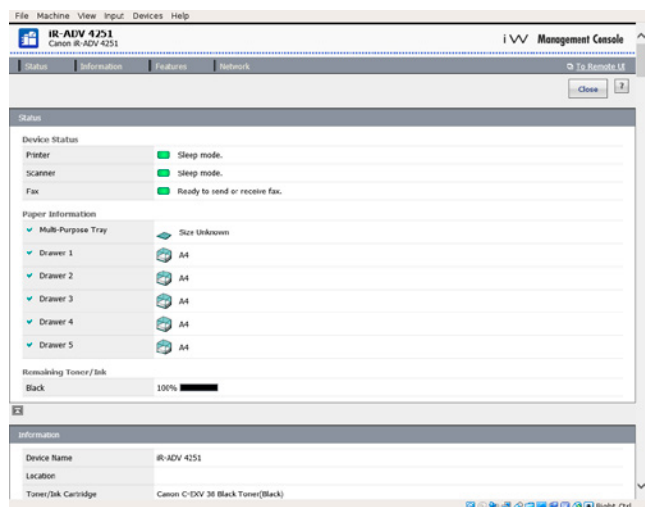 File Machine View Input Devices Help
iR-ADV 4251
Canon iR-ADV 4251
iW Management Console
Status Information Features Network To Remote UI
Close ?
Status
Device Status
Printer Sleep mode.
Scanner Sleep mode.
Fax Ready to send or receive fax.
Paper Information
Multi-Purpose Tray Size Unknown
Drawer 1 A4
Drawer 2 A4
Drawer 3 A4
Drawer 4 A4
Drawer 5 A4
Remaining Toner/Ink
Black 100%
Information
Device Name iR-ADV 4251
Location
Toner/Ink Cartridge Canon C-EXV 38 Black Toner(Black)
Right Ctrl